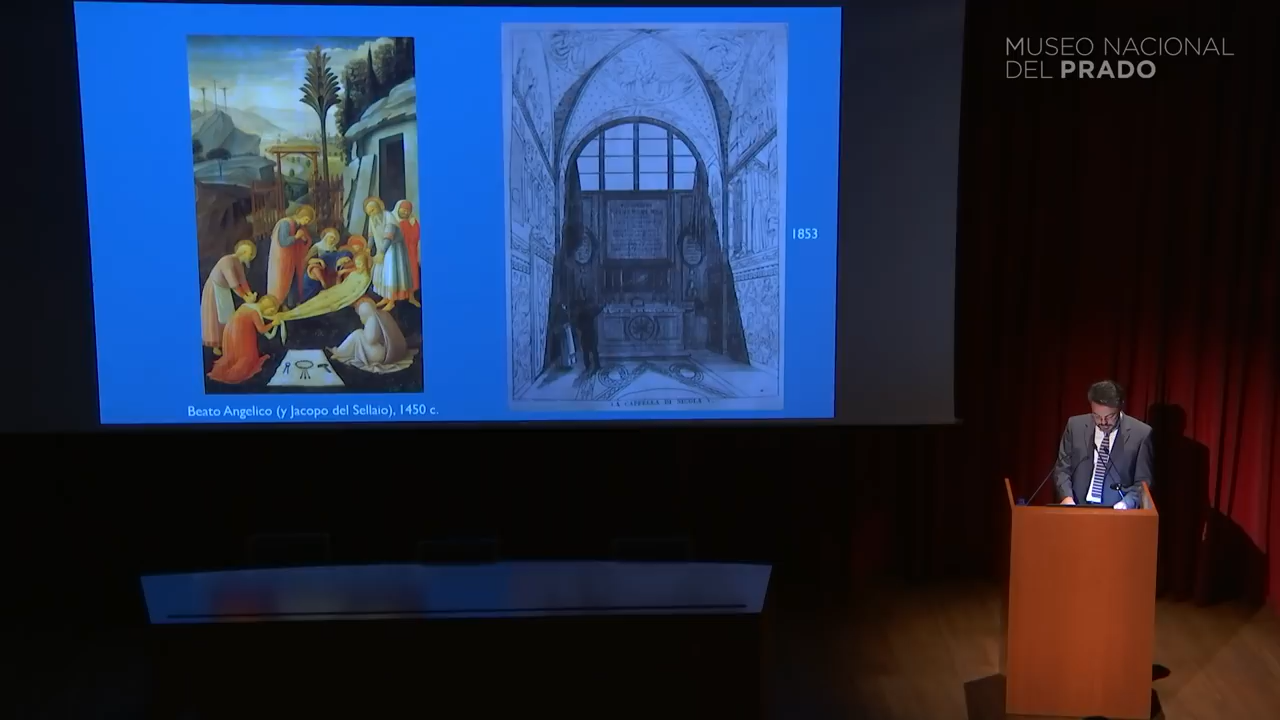 MUSEO NACIONAL
DEL PRADO
1853
LA CAPPELLA DI NICOLA V.
Beato Angelico (y Jacopo del Sellaio), 1450 c.